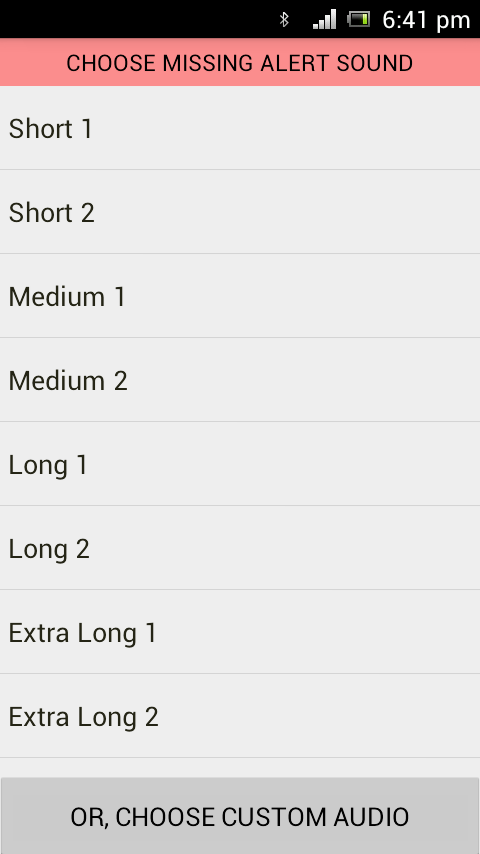 6:41 pm
CHOOSE MISSING ALERT SOUND
Short 1
Short 2
Medium 1
Medium 2
Long 1
Long 2
Extra Long 1
Extra Long 2
OR, CHOOSE CUSTOM AUDIO